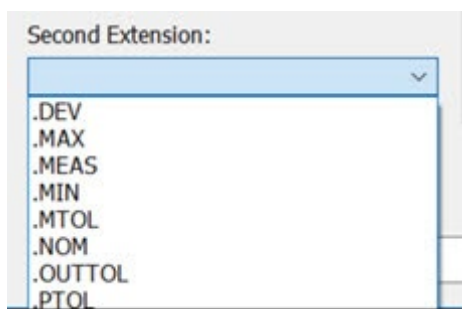 Second Extension:
.DEV
.MAX
.MEAS
.MIN
.MTOL
.NOM
.OUTTOL
.PTOL